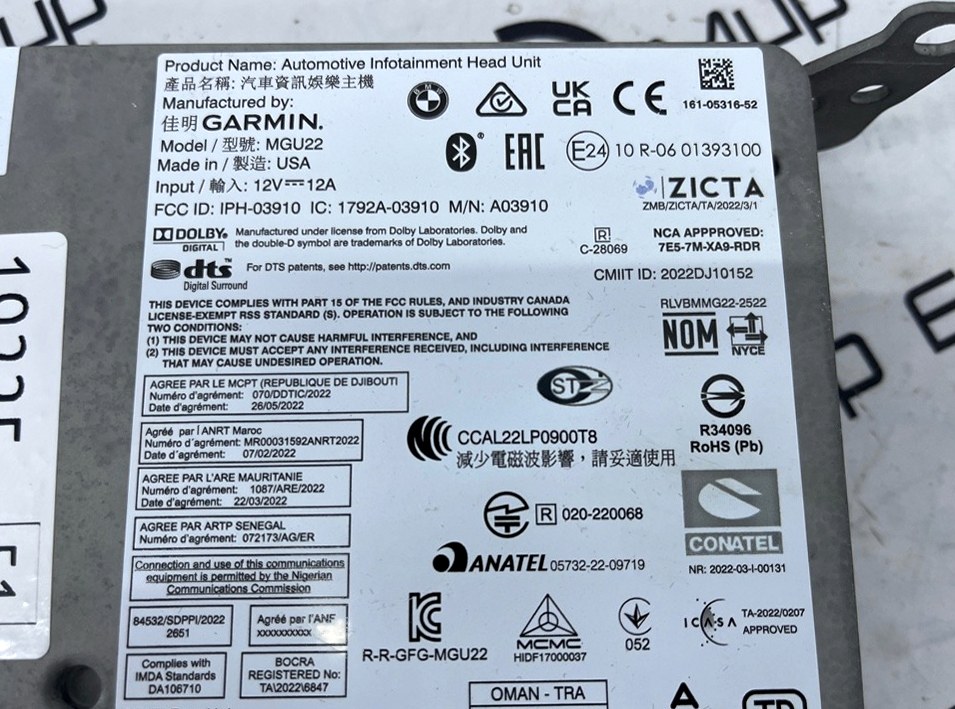 Product Name: Automotive Infotainment Head Unit
產品名稱: 汽車資訊娛樂主機
Manufactured by:
佳明 GARMIN.
Model / 型號: MGU22
Made in / 製造: USA
Input / 輸入: 12V⎓12A
FCC ID: IPH-03910 IC: 1792A-03910 M/N: A03910
BMW
UK
CA
CE
161-05316-52
EAC
E24 10 R-06 01393100
ZICTA
ZMB/ZICTA/TA/2022/3/1
DOLBY
DIGITAL
Manufactured under license from Dolby Laboratories. Dolby and
the double-D symbol are trademarks of Dolby Laboratories.
R
C-28069
NCA APPPROVED:
7E5-7M-XA9-RDR
dts
Digital Surround
For DTS patents, see http://patents.dts.com
CMIIT ID: 2022DJ10152
THIS DEVICE COMPLIES WITH PART 15 OF THE FCC RULES, AND INDUSTRY CANADA
LICENSE-EXEMPT RSS STANDARD (S). OPERATION IS SUBJECT TO THE FOLLOWING
TWO CONDITIONS:
(1) THIS DEVICE MAY NOT CAUSE HARMFUL INTERFERENCE, AND
(2) THIS DEVICE MUST ACCEPT ANY INTERFERENCE RECEIVED, INCLUDING INTERFERENCE
THAT MAY CAUSE UNDESIRED OPERATION.
RLVBMMG22-2522
NOM
NYCE
AGREE PAR LE MCPT (REPUBLIQUE DE DJIBOUTI
Numéro d'agrément: 070/DDTIC/2022
Date d'agrément: 26/05/2022
R34096
RoHS (Pb)
Agréé par l ANRT Maroc
Numéro d'agrément: MR00031592ANRT2022
Date d'agrément: 07/02/2022
CCAL22LP0900T8
減少電磁波影響，請妥適使用
AGREE PAR L'ARE MAURITANIE
Numéro d'agrément: 1087/ARE/2022
Date d'agrément: 22/03/2022
AGREE PAR ARTP SENEGAL
Numéro d'agrément: 072173/AG/ER
R 020-220068
CONATEL
NR: 2022-03-I-00131
Connection and use of this communications
equipment is permitted by the Nigerian
Communications Commission
ANATEL 05732-22-09719
84532/SDPPI/2022
2651
Agréé par l'ANF
xxxxxxxxxx
R-R-GFG-MGU22
MCMC
HIDF17000037
052
ICASA
TA-2022/0207
APPROVED
Complies with
IMDA Standards
DA106710
BOCRA
REGISTERED No:
TA\2022\6847
OMAN - TRA